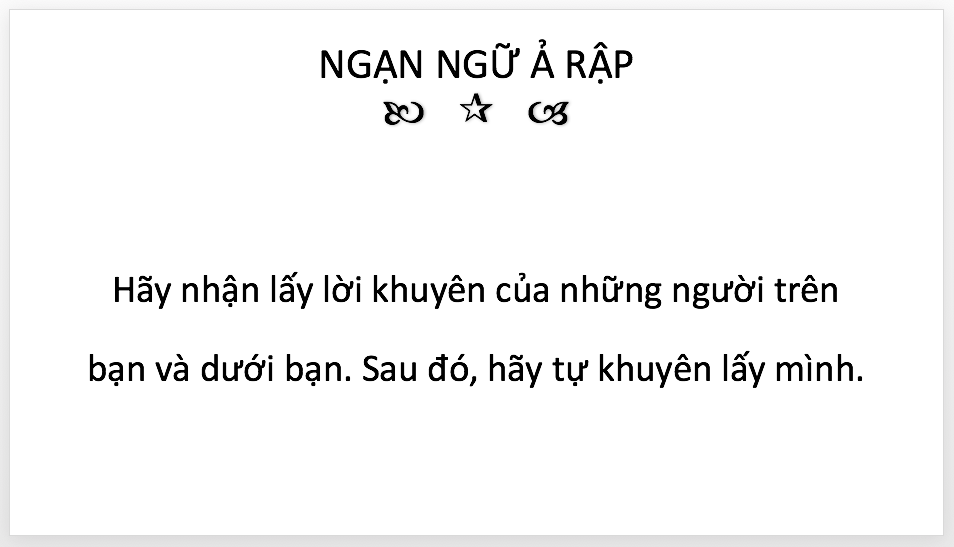 NGẠN NGỮ Ả RẬP
Hãy nhận lấy lời khuyên của những người trên
bạn và dưới bạn. Sau đó, hãy tự khuyên lấy mình.